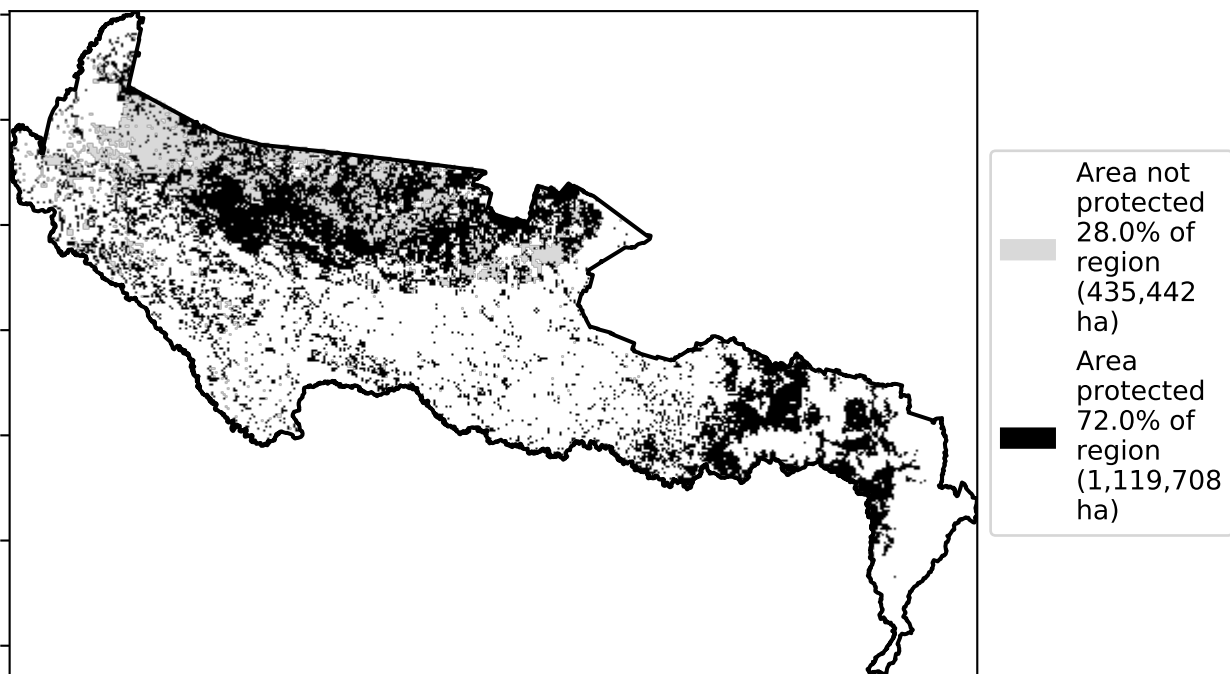 Area not
protected
28.0% of
region
(435,442
ha)
Area
protected
72.0% of
region
(1,119,708
ha)